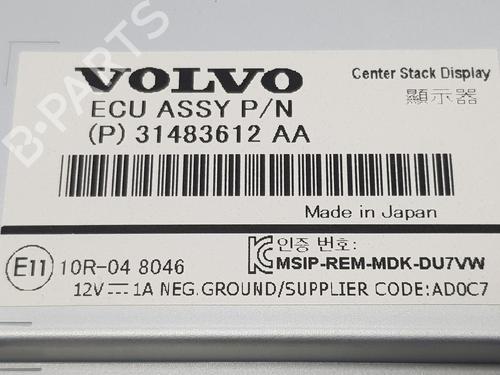 VOLVO
Center Stack Display
顯示器
ECU ASSY P/N
(P) 31483612 AA
Made in Japan
E11 10R-04 8046
인증 번호:
MSIP-REM-MDK-DU7VW
12V⎓1A NEG.GROUND/SUPPLIER CODE:AD0C7
B-PARTS
B-PARTS